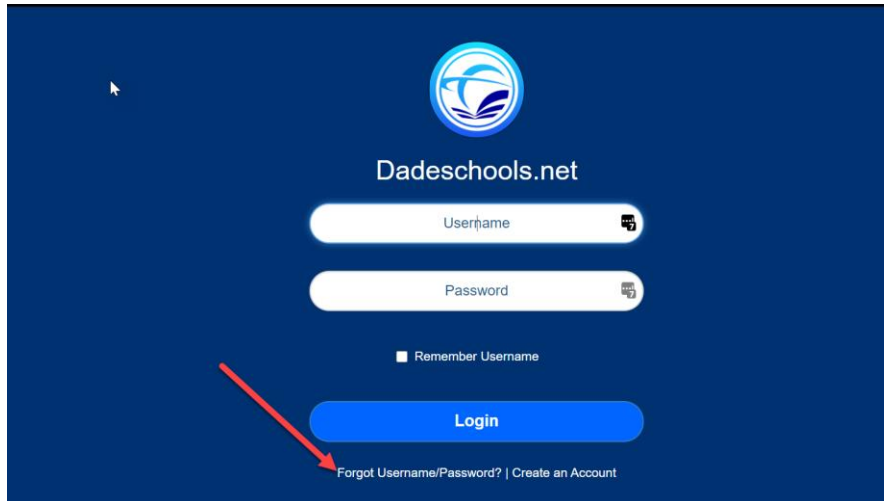 Dadeschools.net
Username
Password
Remember Username
Login
Forgot Username/Password? | Create an Account